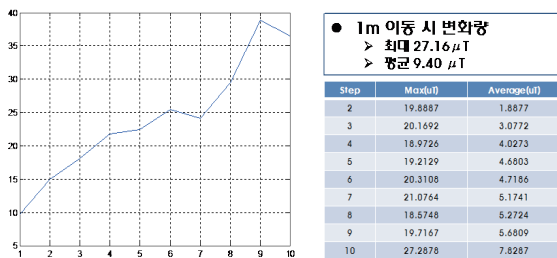 40
35
30
25
20
15
10
5
1 2 3 4 5 6 7 8 9 10
● 1m 이동 시 변화량
➢ 최대 27.16μT
➢ 평균 9.40 μT
Step Max(uT) Average(uT)
2 19.8887 1.8877
3 20.1692 3.0772
4 18.9726 4.0273
5 19.2129 4.6803
6 20.3108 4.7186
7 21.0764 5.1741
8 18.5748 5.2724
9 19.7167 5.6809
10 27.2878 7.8287